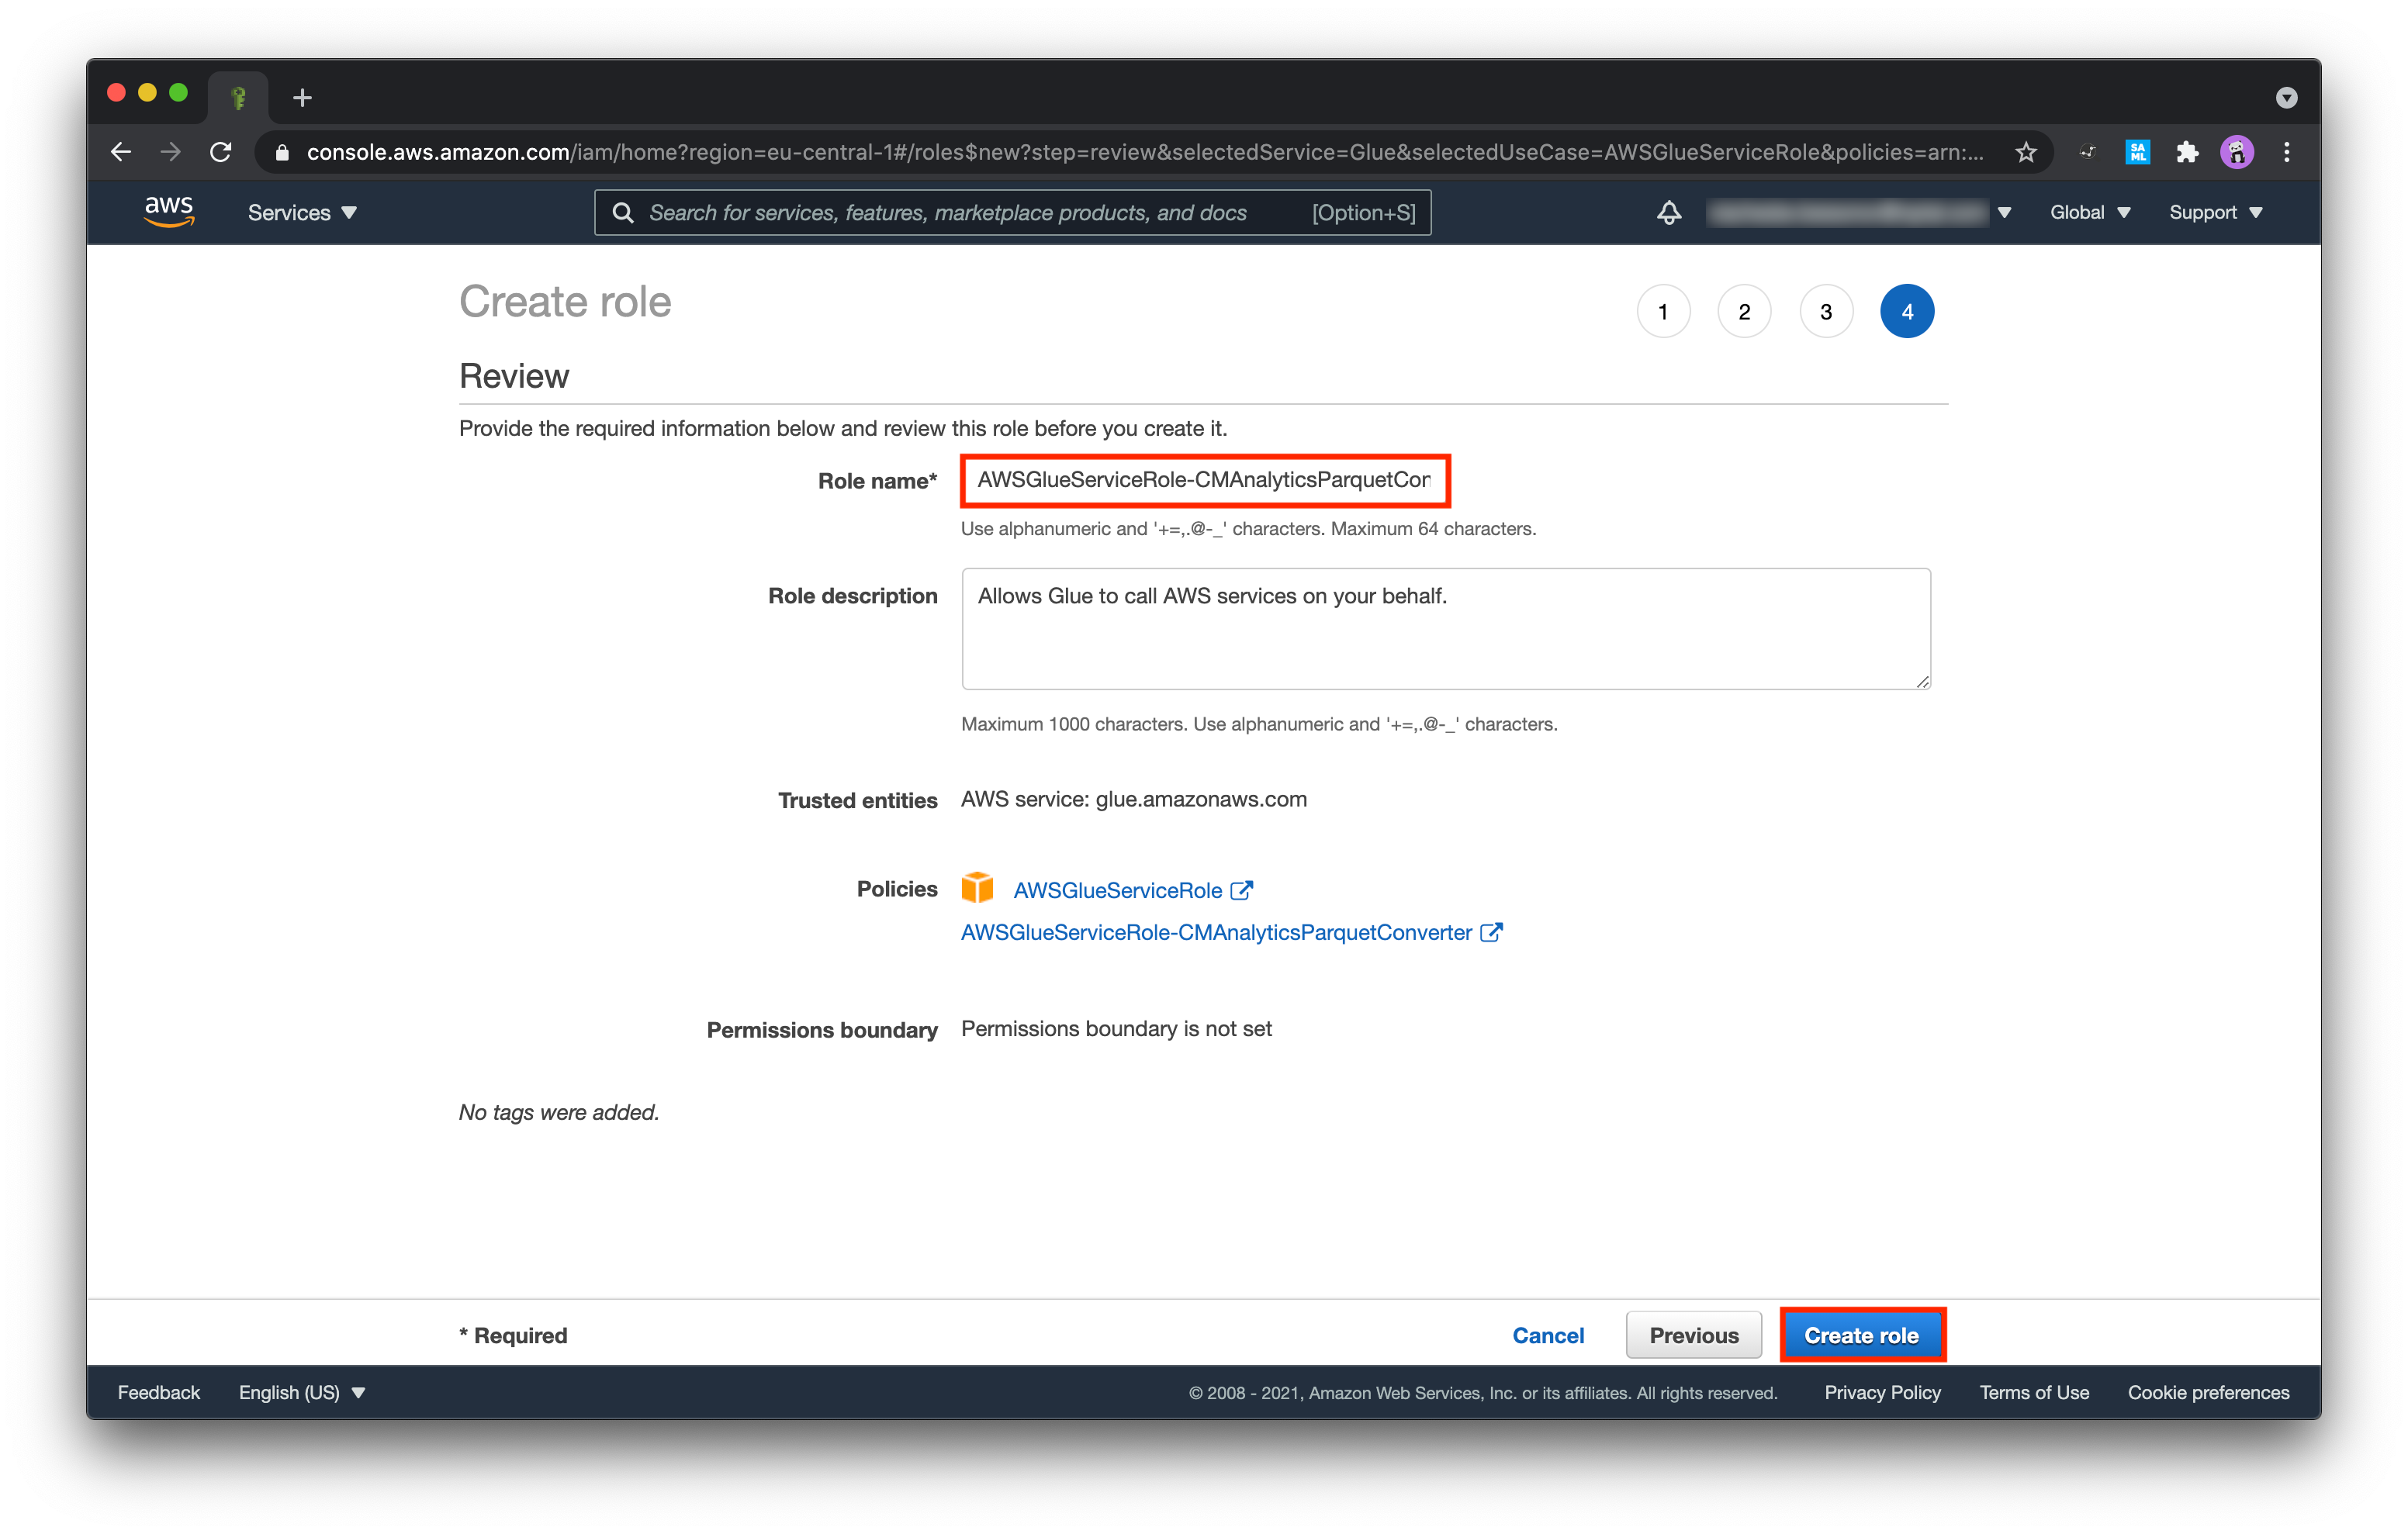 console.aws.amazon.com/iam/home?region=eu-central-1#/roles$new?step=review&selectedService=Glue&selectedUseCase=AWSGlueServiceRole&policies=arn:...
SA
ML
aws
Services
Search for services, features, marketplace products, and docs [Option+S]
Global
Support
Create role
1 2 3 4
Review
Provide the required information below and review this role before you create it.
Role name* AWSGlueServiceRole-CMAnalyticsParquetCon
Use alphanumeric and '+=,.@-_' characters. Maximum 64 characters.
Role description Allows Glue to call AWS services on your behalf.
Maximum 1000 characters. Use alphanumeric and '+=,.@-_' characters.
Trusted entities AWS service: glue.amazonaws.com
Policies AWSGlueServiceRole
AWSGlueServiceRole-CMAnalyticsParquetConverter
Permissions boundary Permissions boundary is not set
No tags were added.
* Required Cancel Previous Create role
Feedback English (US) © 2008 - 2021, Amazon Web Services, Inc. or its affiliates. All rights reserved. Privacy Policy Terms of Use Cookie preferences